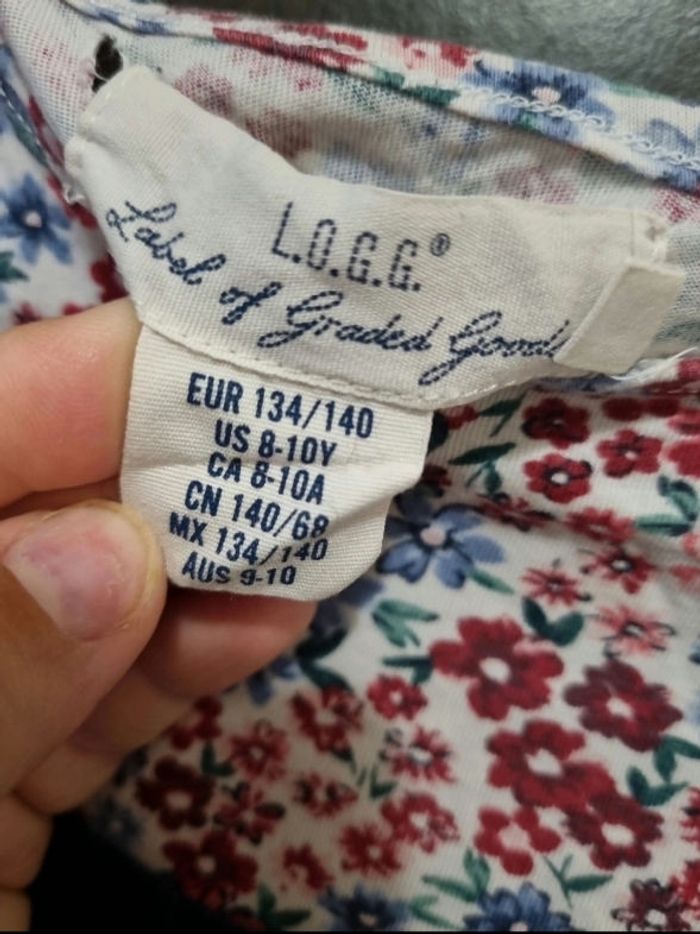 L.O.G.G.®
Label of Graded Goods
EUR 134/140
US 8-10Y
CA 8-10A
CN 140/68
MX 134/140
AUS 9-10